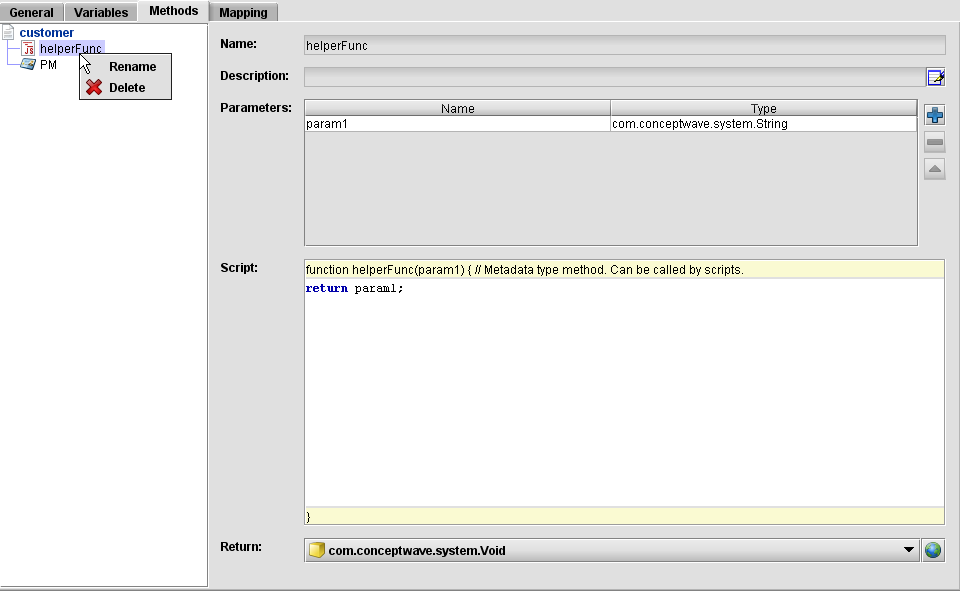 General Variables Methods Mapping
customer
helperFunc
PM
Rename
Delete
Name: helperFunc
Description:
Parameters: Name Type
param1 com.conceptwave.system.String
Script: function helperFunc(param1) { // Metadata type method. Can be called by scripts.
return param1;
}
Return: com.conceptwave.system.Void